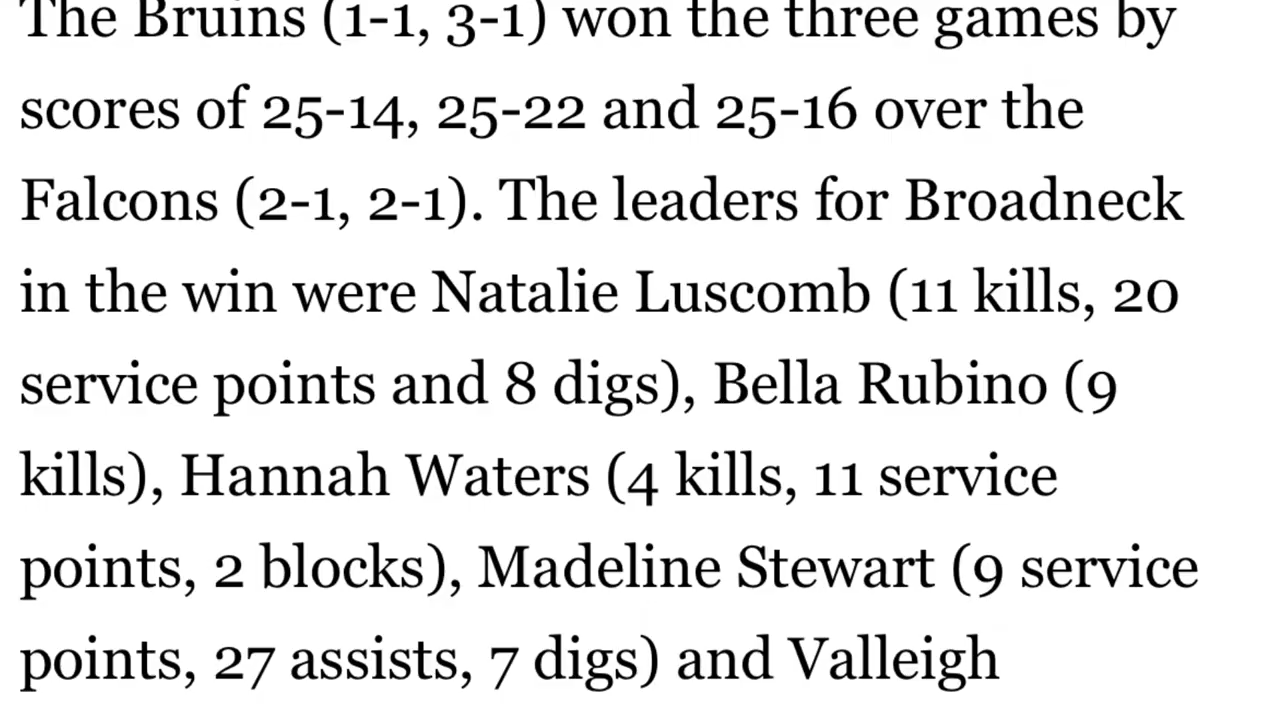 The Bruins (1-1, 3-1) won the three games by
scores of 25-14, 25-22 and 25-16 over the
Falcons (2-1, 2-1). The leaders for Broadneck
in the win were Natalie Luscomb (11 kills, 20
service points and 8 digs), Bella Rubino (9
kills), Hannah Waters (4 kills, 11 service
points, 2 blocks), Madeline Stewart (9 service
points, 27 assists, 7 digs) and Valleigh